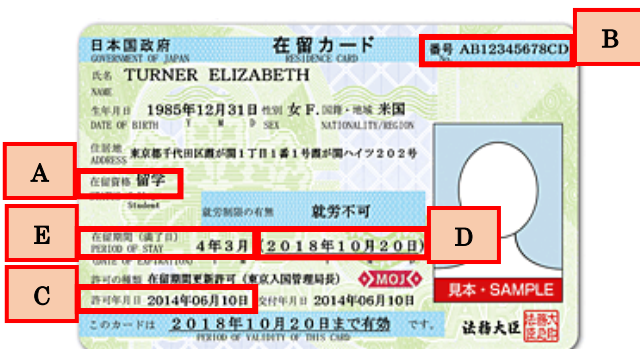 B
日本国政府 在留カード 番号 AB12345678CD
GOVERNMENT OF JAPAN RESIDENCE CARD No.
氏名 TURNER ELIZABETH
NAME
生年月日 1985年12月31日 性別 女 F. 国籍・地域 米国
DATE OF BIRTH Y M D SEX NATIONALITY/REGION
住居地 東京都千代田区霞が関1丁目1番1号霞が関ハイツ202号
ADDRESS
A
在留資格 留学
Student
就労制限の有無 就労不可
E
在留期間(満了日) 4年3月 (2018年10月20日)
PERIOD OF STAY
D
(DATE OF EXPIRATION) Y M Y M D
許可の種類 在留期間更新許可(東京入国管理局長) MOJ
C
許可年月日 2014年06月10日 交付年月日 2014年06月10日
見本・SAMPLE
このカードは 2018年10月20日まで有効 です。
PERIOD OF VALIDITY OF THIS CARD
法務大臣